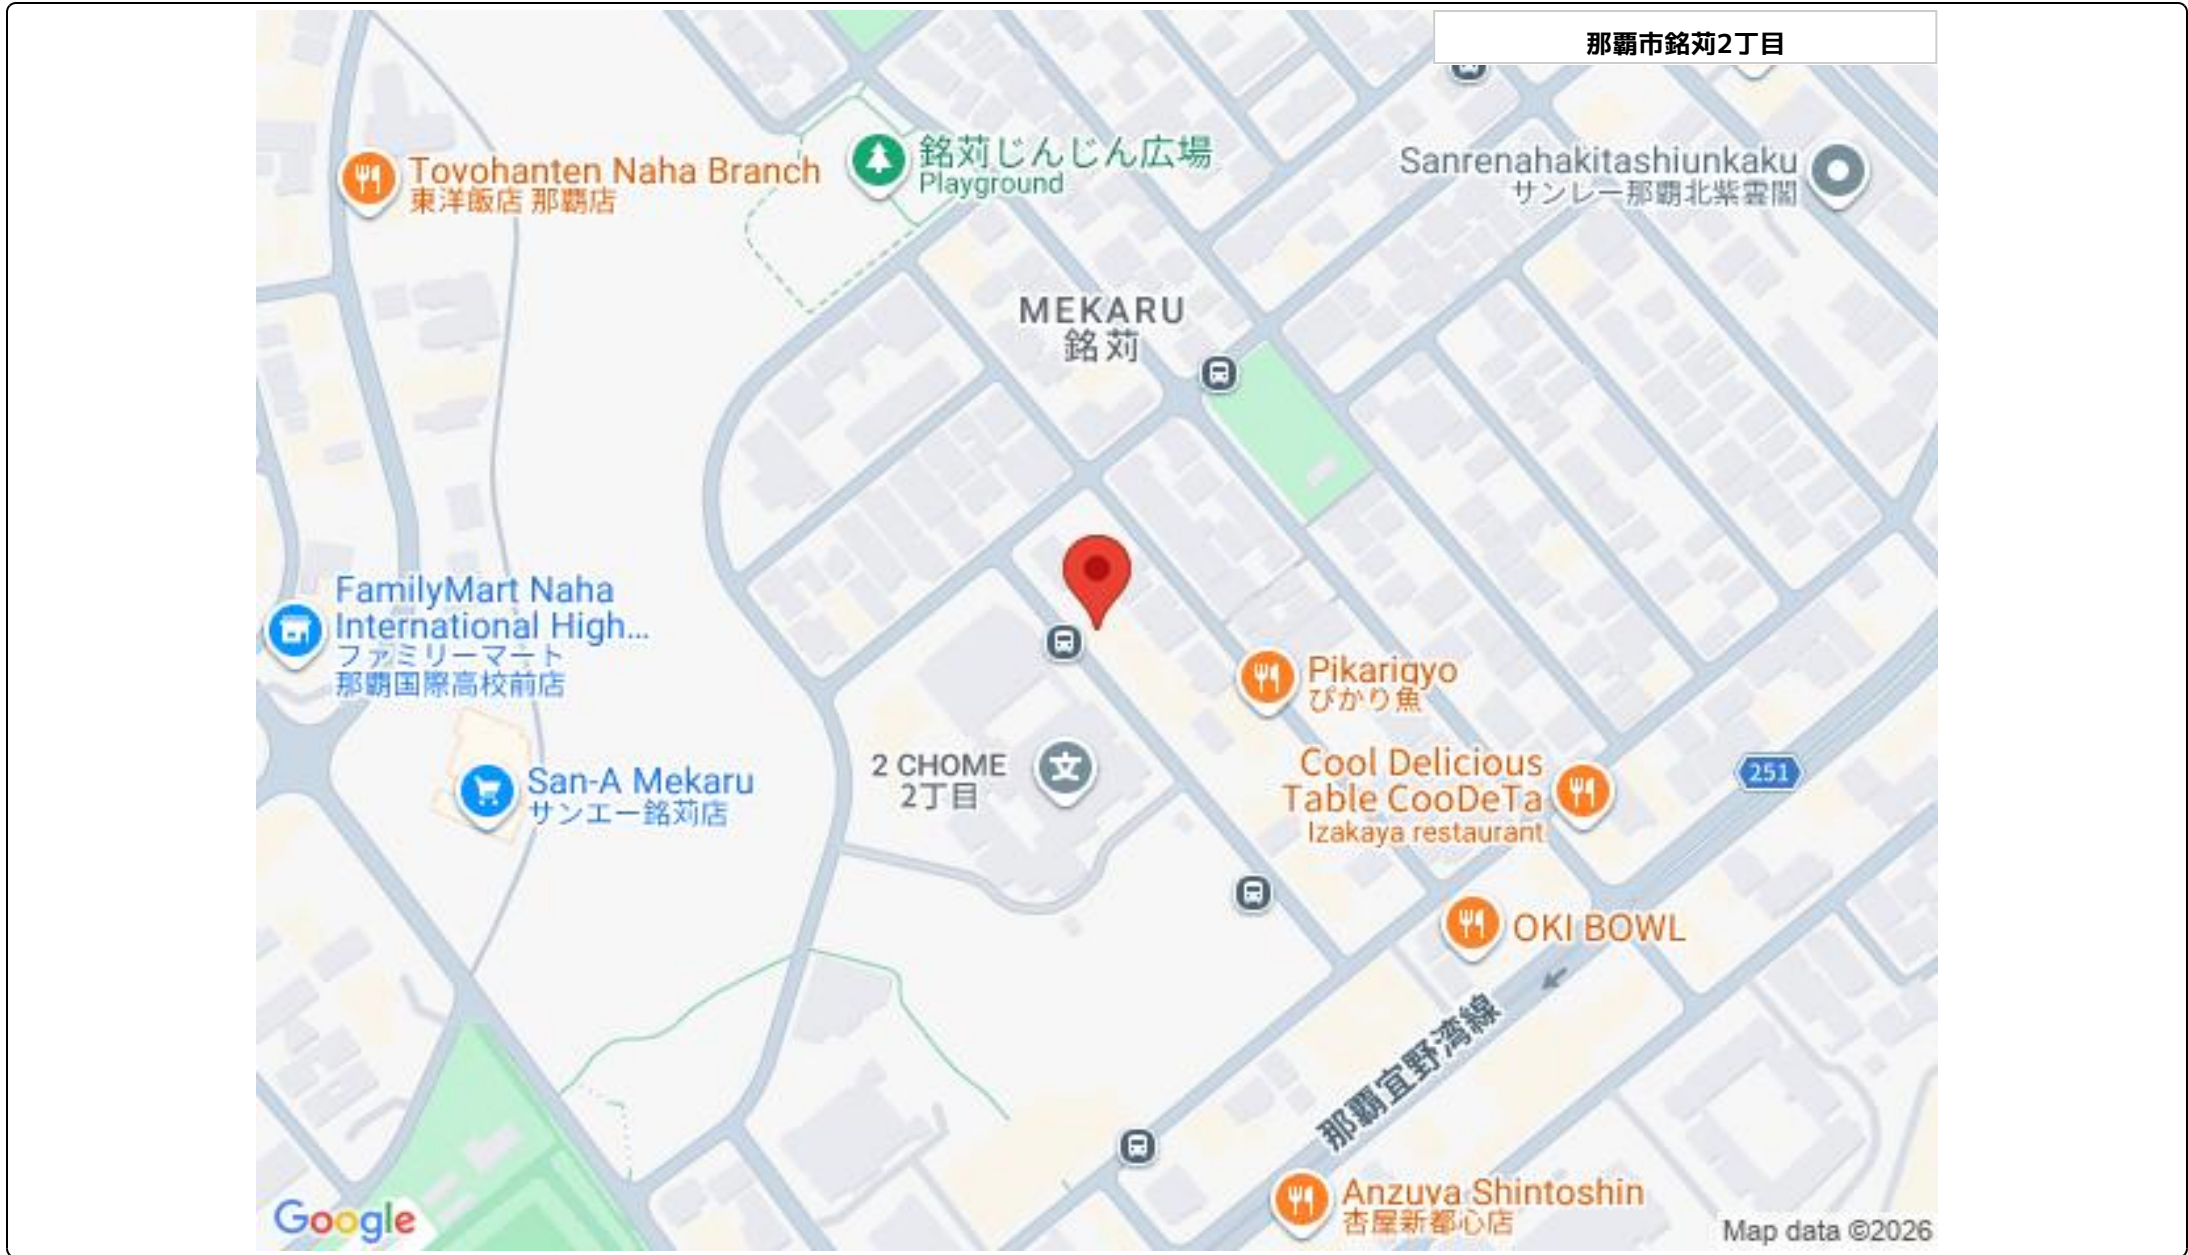 那覇市銘苅2丁目
Tovohanten Naha Branch
東洋飯店 那覇店
銘苅じんじん広場
Playground
Sanrenahakitashiunkaku
サンレー那覇北紫雲閣
MEKARU
銘苅
FamilyMart Naha
International High...
ファミリーマート
那覇国際高校前店
Pikarigyo
ぴかり魚
San-A Mekaru
サンエー銘苅店
2 CHOME
2丁目
文
Cool Delicious
Table CooDeTa
Izakaya restaurant
251
OKI BOWL
那覇宜野湾線
Anzuva Shintoshin
杏屋新都心店
Google
Map data ©2026